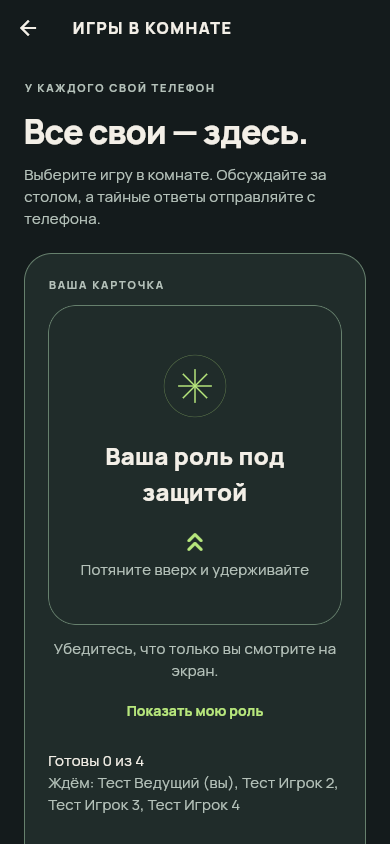 ИГРЫ В КОМНАТЕ
У КАЖДОГО СВОЙ ТЕЛЕФОН
Все свои — здесь.
Выберите игру в комнате. Обсуждайте за
столом, а тайные ответы отправляйте с
телефона.
ВАША КАРТОЧКА
Ваша роль под
защитой
Потяните вверх и удерживайте
Убедитесь, что только вы смотрите на
экран.
Показать мою роль
Готовы 0 из 4
Ждём: Тест Ведущий (вы), Тест Игрок 2,
Тест Игрок 3, Тест Игрок 4